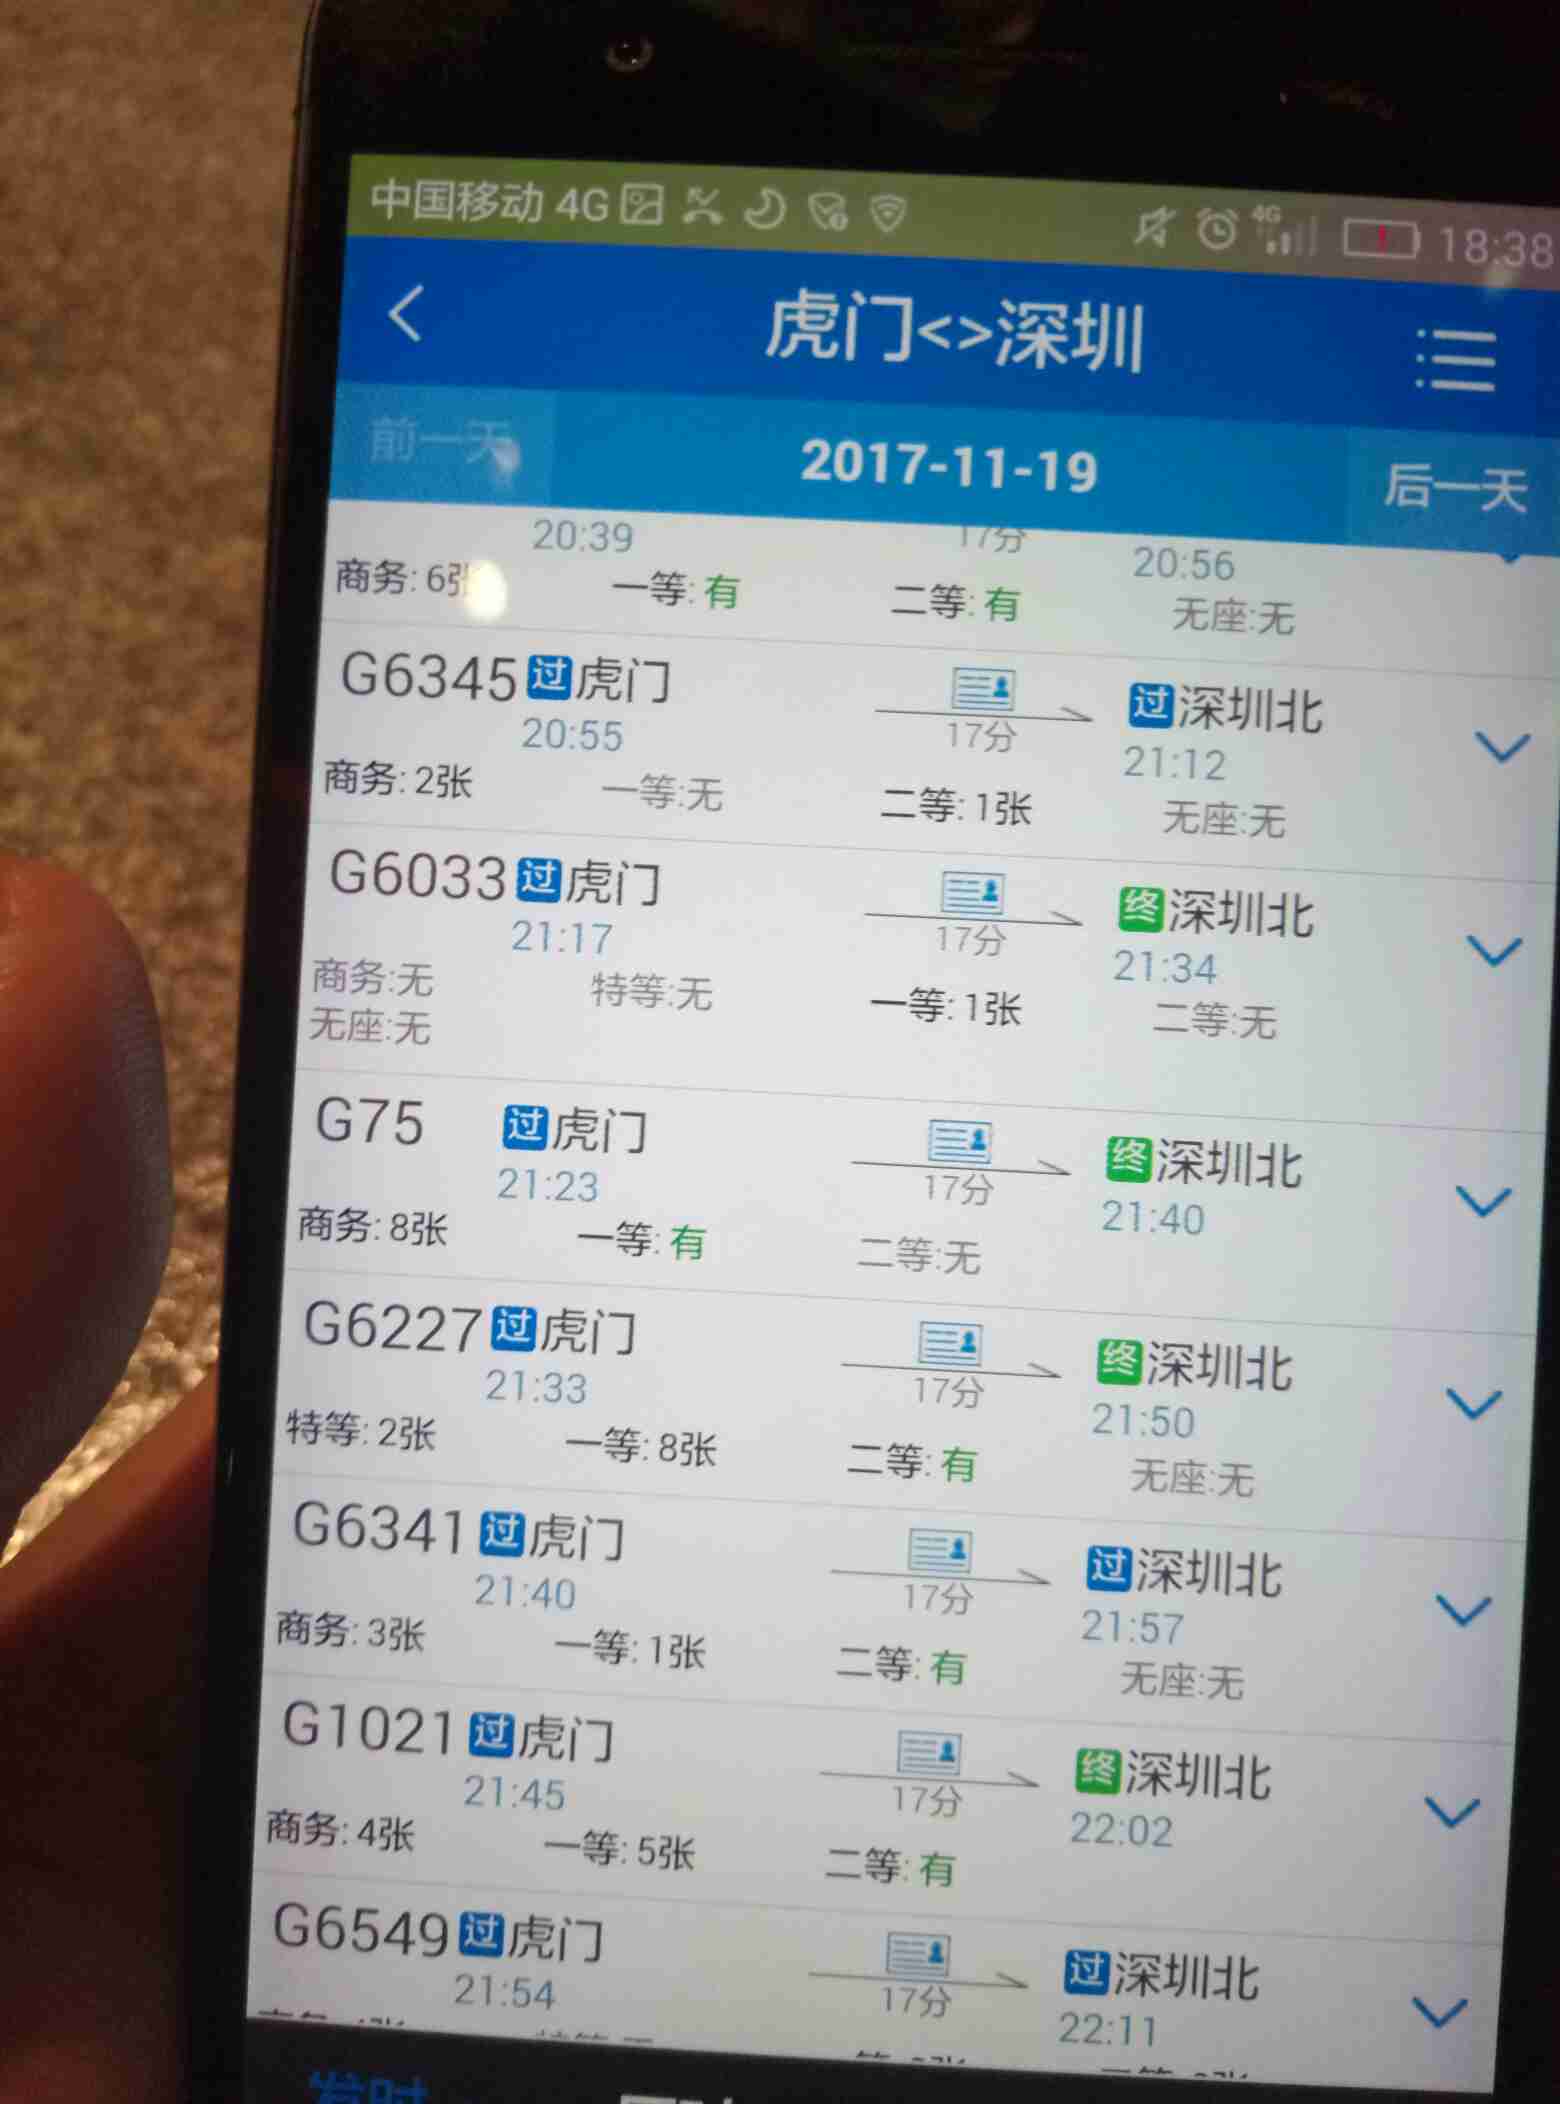 中国移动 4G 4G 18:38
虎门<>深圳
前一天 2017-11-19 后一天
20:39 17分 20:56
商务: 6张 一等: 有 二等: 有 无座:无
G6345 过 虎门 过 深圳北
20:55 17分 21:12
商务: 2张 一等:无 二等: 1张 无座:无
G6033 过 虎门 终 深圳北
21:17 17分 21:34
商务:无 特等:无 一等: 1张 二等:无
无座:无
G75 过 虎门 终 深圳北
21:23 17分 21:40
商务: 8张 一等: 有 二等:无
G6227 过 虎门 终 深圳北
21:33 17分 21:50
特等: 2张 一等: 8张 二等: 有 无座:无
G6341 过 虎门 过 深圳北
21:40 17分 21:57
商务: 3张 一等: 1张 二等: 有 无座:无
G1021 过 虎门 终 深圳北
21:45 17分 22:02
商务: 4张 一等: 5张 二等: 有
G6549 过 虎门 过 深圳北
21:54 17分 22:11
发时